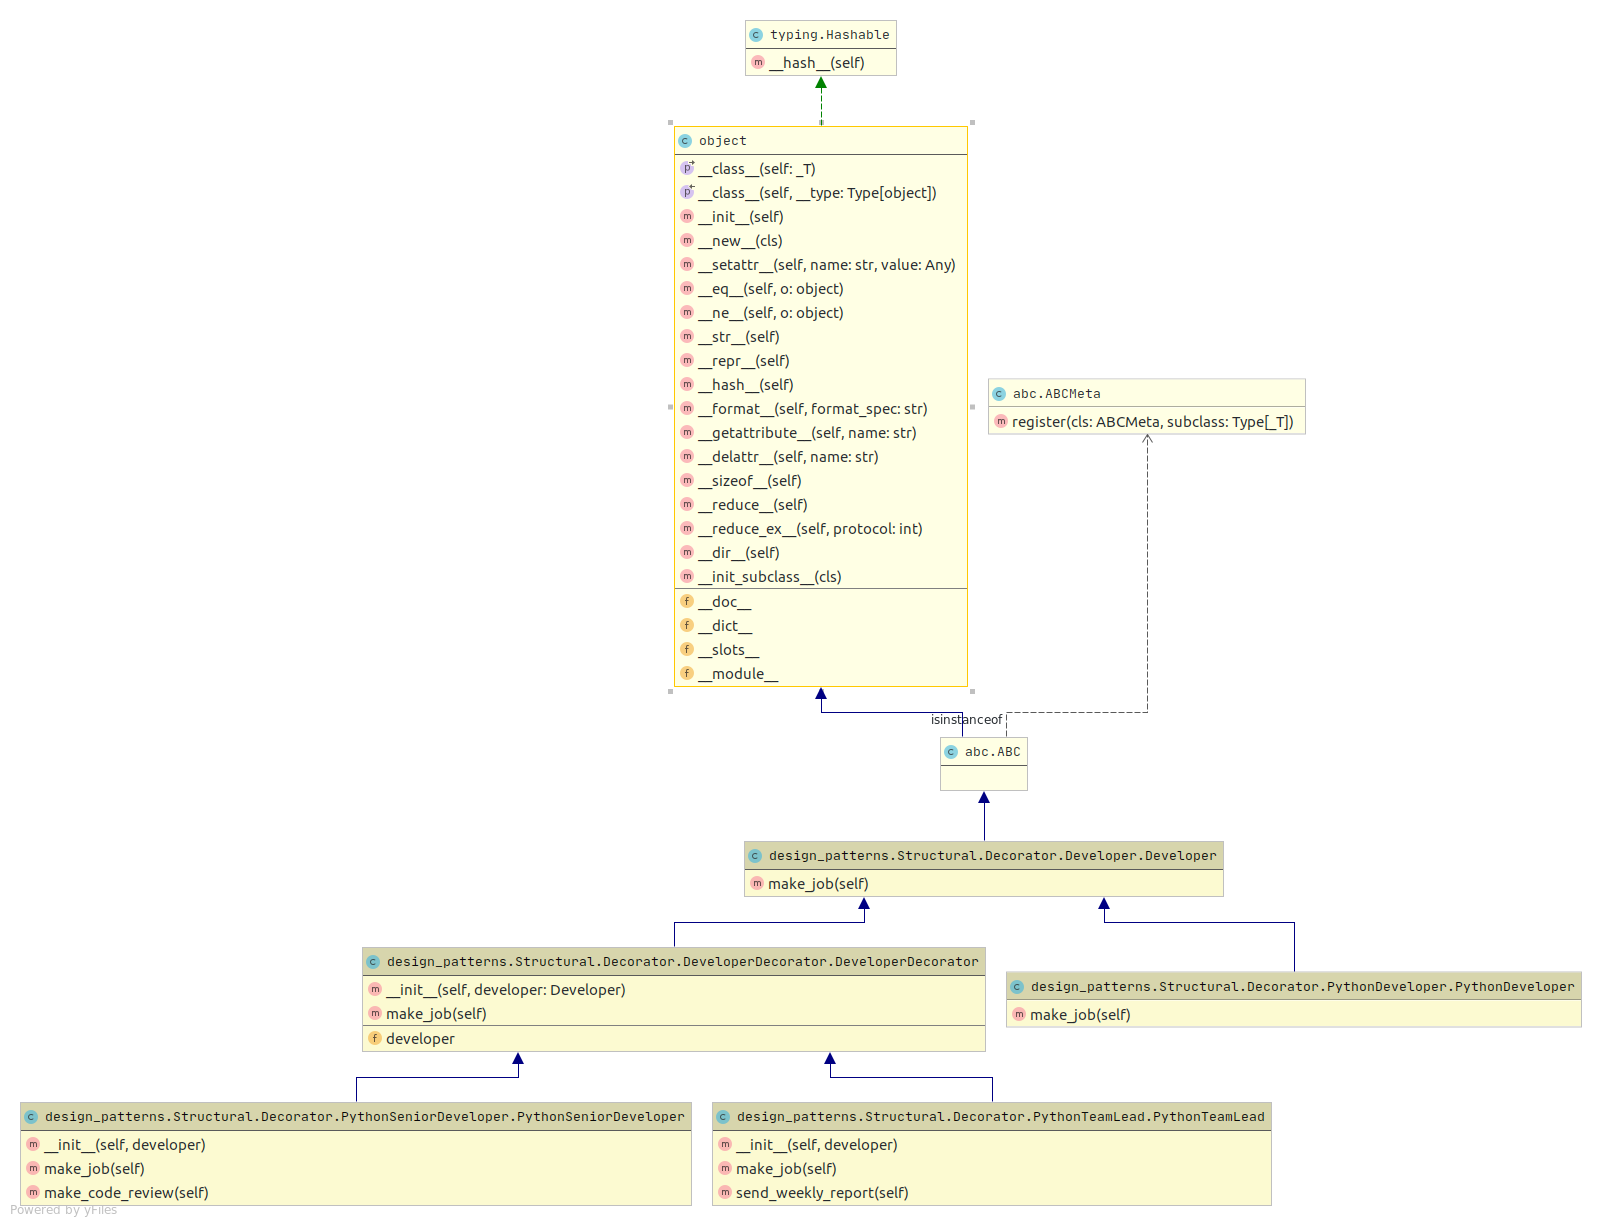 C typing.Hashable
m __hash__(self)
C object
p __class__(self: _T)
p __class__(self, __type: Type[object])
m __init__(self)
m __new__(cls)
m __setattr__(self, name: str, value: Any)
m __eq__(self, o: object)
m __ne__(self, o: object)
m __str__(self)
m __repr__(self)
m __hash__(self)
m __format__(self, format_spec: str)
m __getattribute__(self, name: str)
m __delattr__(self, name: str)
m __sizeof__(self)
m __reduce__(self)
m __reduce_ex__(self, protocol: int)
m __dir__(self)
m __init_subclass__(cls)
f __doc__
f __dict__
f __slots__
f __module__
C abc.ABCMeta
m register(cls: ABCMeta, subclass: Type[_T])
isinstanceof
C abc.ABC
C design_patterns.Structural.Decorator.Developer.Developer
m make_job(self)
C design_patterns.Structural.Decorator.DeveloperDecorator.DeveloperDecorator
m __init__(self, developer: Developer)
m make_job(self)
f developer
C design_patterns.Structural.Decorator.PythonDeveloper.PythonDeveloper
m make_job(self)
C design_patterns.Structural.Decorator.PythonSeniorDeveloper.PythonSeniorDeveloper
m __init__(self, developer)
m make_job(self)
m make_code_review(self)
C design_patterns.Structural.Decorator.PythonTeamLead.PythonTeamLead
m __init__(self, developer)
m make_job(self)
m send_weekly_report(self)
Powered by yFiles